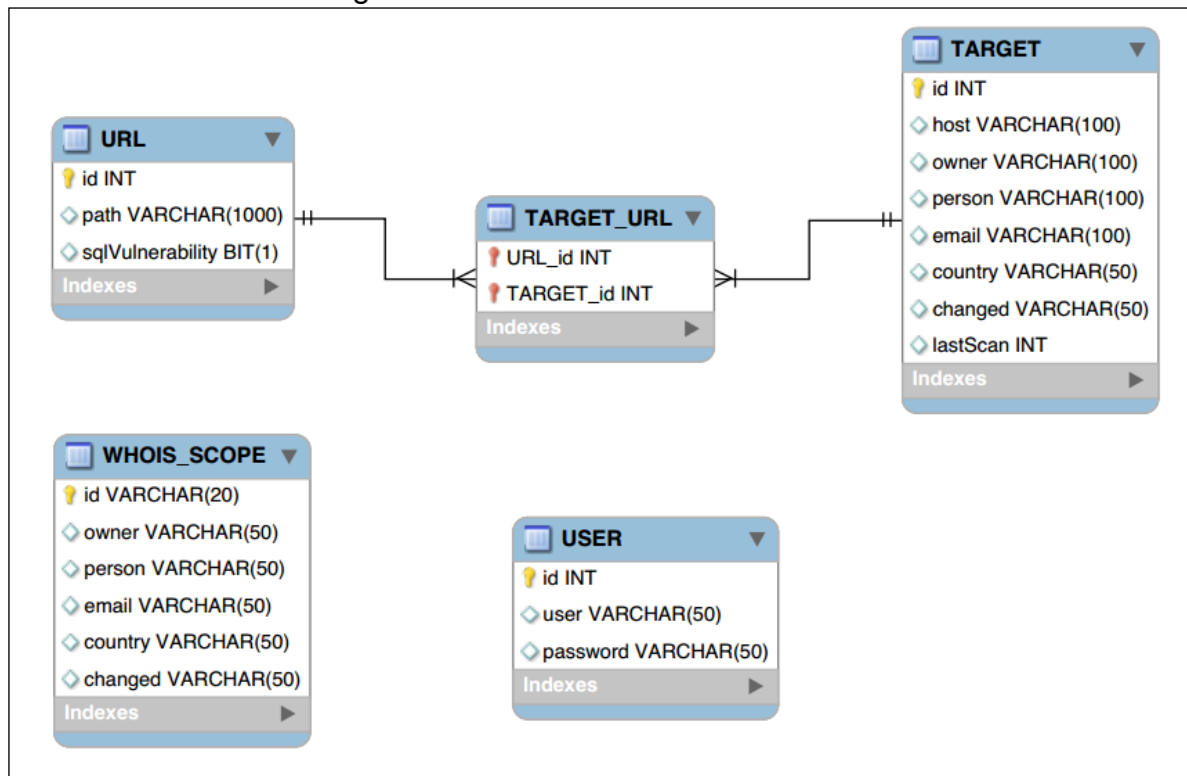 URL
id INT
path VARCHAR(1000)
sqlVulnerability BIT(1)
Indexes
TARGET_URL
URL_id INT
TARGET_id INT
Indexes
TARGET
id INT
host VARCHAR(100)
owner VARCHAR(100)
person VARCHAR(100)
email VARCHAR(100)
country VARCHAR(50)
changed VARCHAR(50)
lastScan INT
Indexes
WHOIS_SCOPE
id VARCHAR(20)
owner VARCHAR(50)
person VARCHAR(50)
email VARCHAR(50)
country VARCHAR(50)
changed VARCHAR(50)
Indexes
USER
id INT
user VARCHAR(50)
password VARCHAR(50)
Indexes